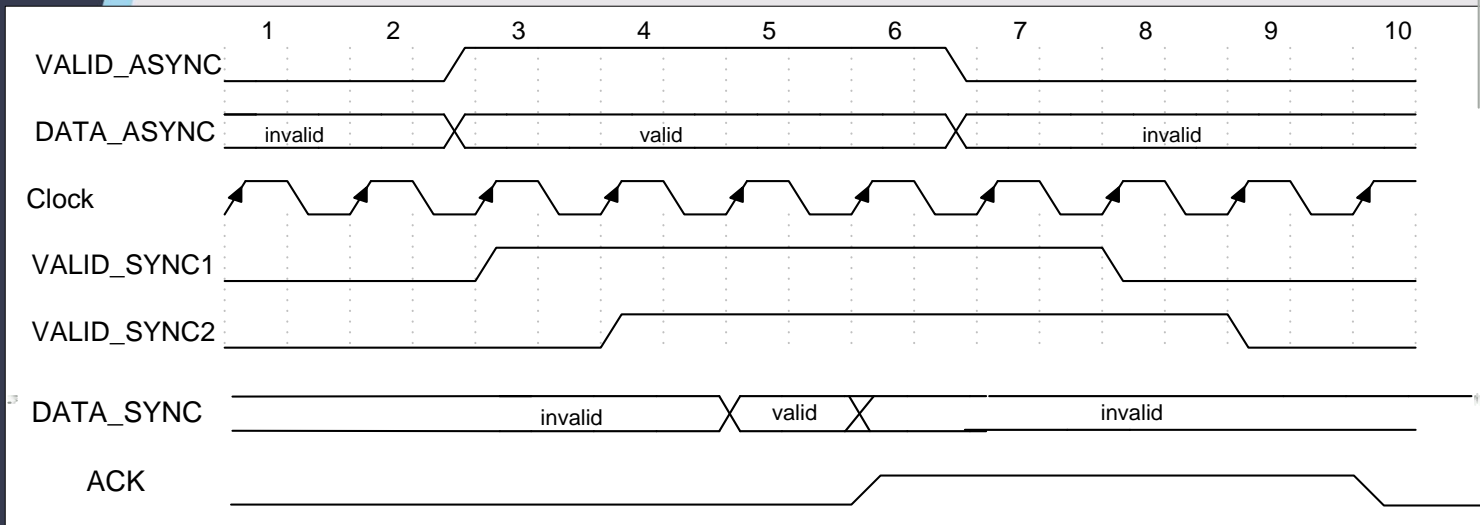 1 2 3 4 5 6 7 8 9 10
VALID_ASYNC
DATA_ASYNC invalid valid invalid
Clock
VALID_SYNC1
VALID_SYNC2
DATA_SYNC invalid valid invalid
ACK